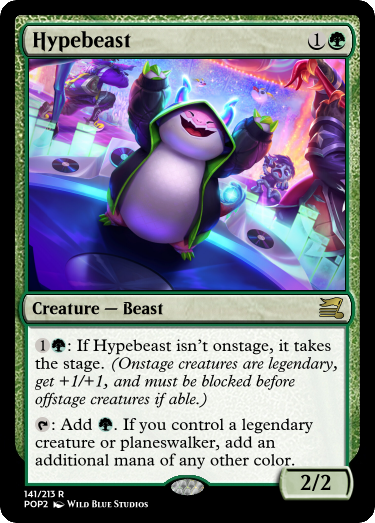 Hypebeast 1
Creature — Beast
1 : If Hypebeast isn't onstage, it takes
the stage. (Onstage creatures are legendary,
get +1/+1, and must be blocked before
offstage creatures if able.)
: Add . If you control a legendary
creature or planeswalker, add an
additional mana of any other color.
2/2
141/213 R
POP2 Wild Blue Studios